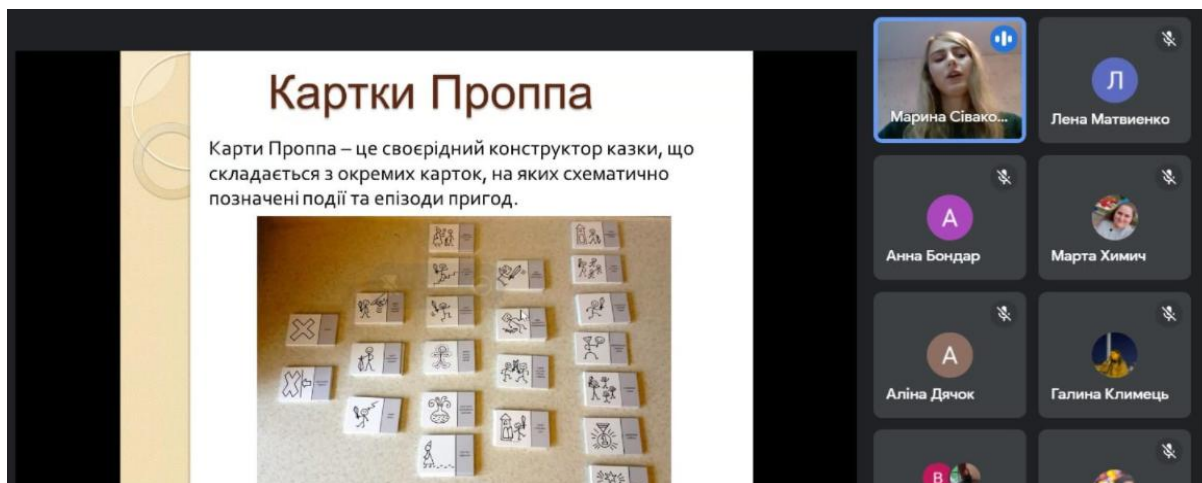 Картки Проппа
Карти Проппа – це своєрідний конструктор казки, що
складається з окремих карток, на яких схематично
позначені події та епізоди пригод.
Марина Сівако...
Л
Лена Матвиенко
А
Анна Бондар
Марта Химич
А
Аліна Дячок
Галина Климець
В